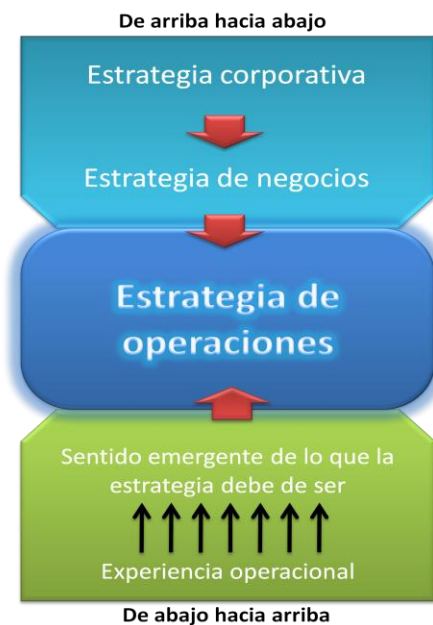 De arriba hacia abajo
Estrategia corporativa
Estrategia de negocios
Estrategia de
operaciones
Sentido emergente de lo que la
estrategia debe de ser
Experiencia operacional
De abajo hacia arriba